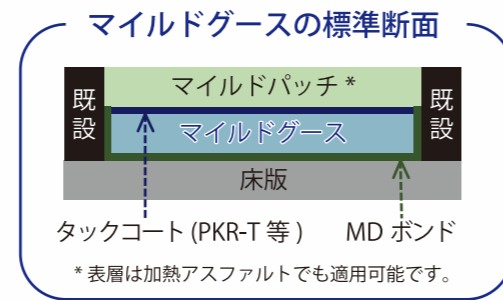 マイルドグースの標準断面
既設
マイルドパッチ *
既設
マイルドグース
床版
タックコート (PKR-T 等 )
MD ボンド
* 表層は加熱アスファルトでも適用可能です。